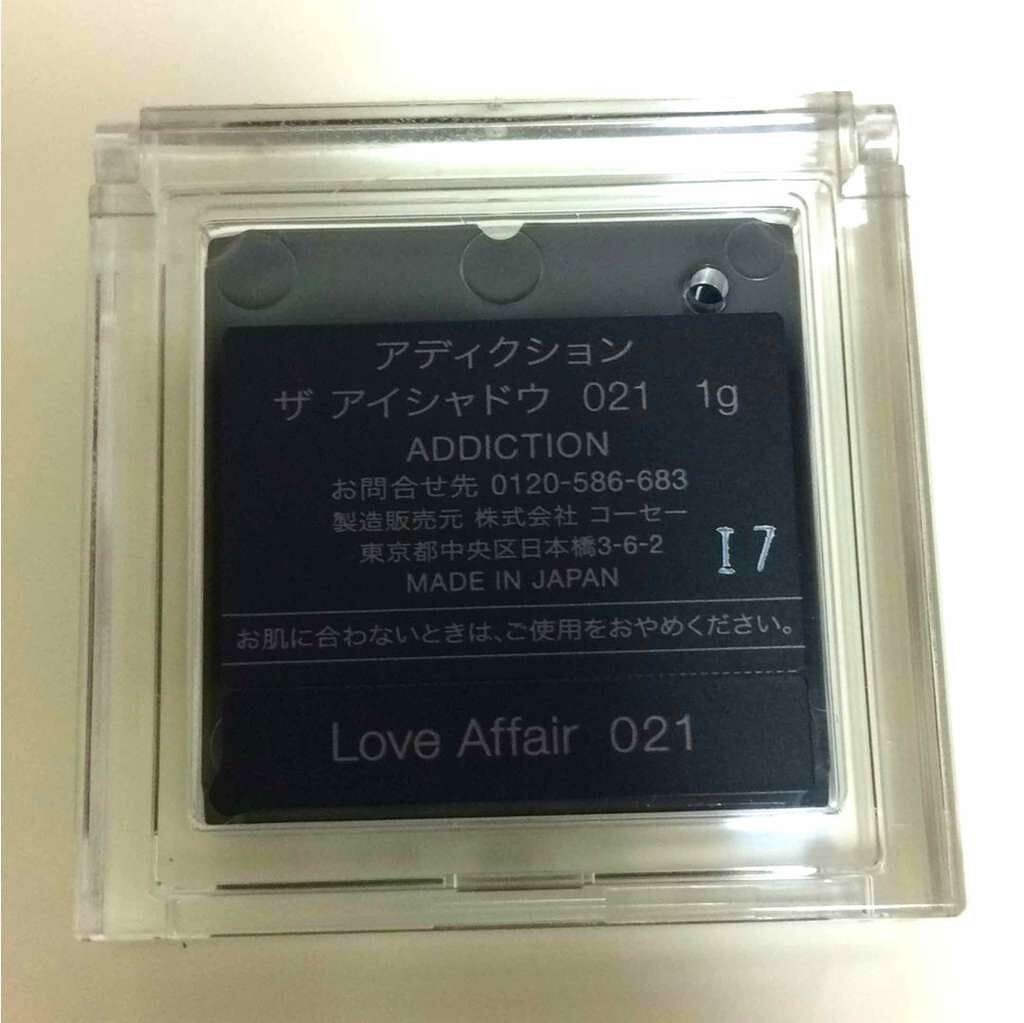 アディクション
ザ アイシャドウ 021 1g
ADDICTION
お問合せ先 0120-586-683
製造販売元 株式会社 コーセー
東京都中央区日本橋3-6-2
MADE IN JAPAN
I7
お肌に合わないときは、ご使用をおやめください。
Love Affair 021